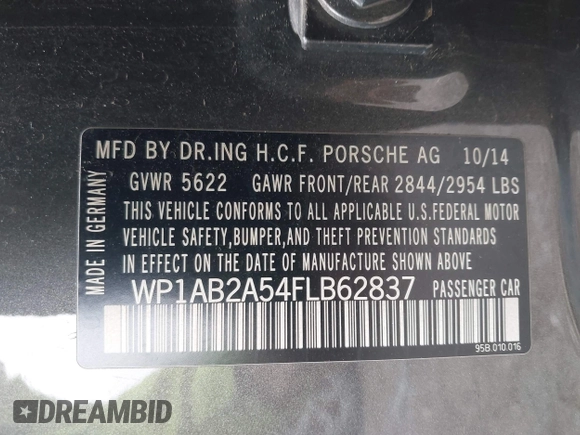 MFD BY DR.ING H.C.F. PORSCHE AG 10/14
GVWR 5622 GAWR FRONT/REAR 2844/2954 LBS
THIS VEHICLE CONFORMS TO ALL APPLICABLE U.S.FEDERAL MOTOR
VEHICLE SAFETY,BUMPER,AND THEFT PREVENTION STANDARDS
IN EFFECT ON THE DATE OF MANUFACTURE SHOWN ABOVE
WP1AB2A54FLB62837 PASSENGER CAR
95B.010.016
MADE IN GERMANY
DREAMBID